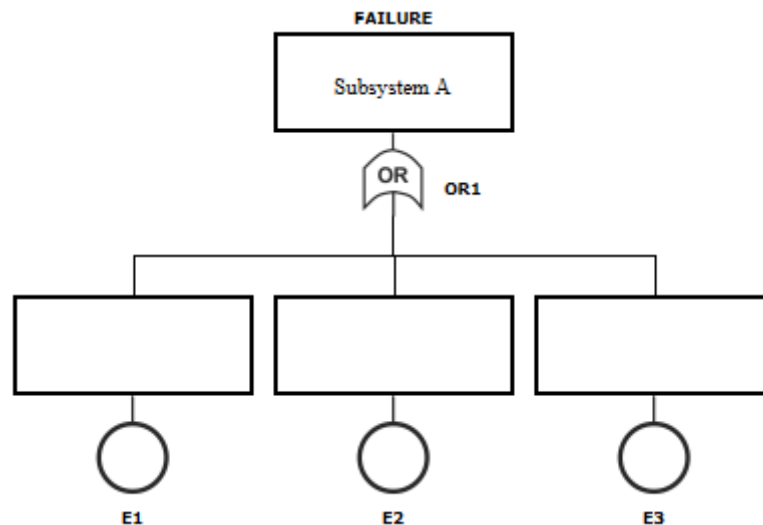 FAILURE
Subsystem A
OR
OR1
E1
E2
E3